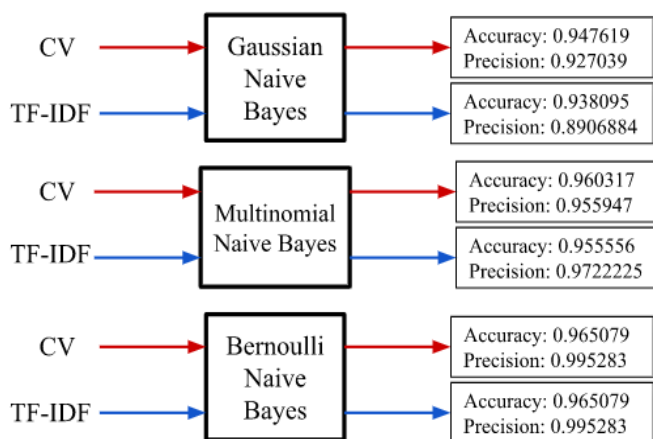 CV
Gaussian
Naive
Bayes
Accuracy: 0.947619
Precision: 0.927039
TF-IDF
Accuracy: 0.938095
Precision: 0.8906884
CV
Multinomial
Naive Bayes
Accuracy: 0.960317
Precision: 0.955947
TF-IDF
Accuracy: 0.955556
Precision: 0.9722225
CV
Bernoulli
Naive
Bayes
Accuracy: 0.965079
Precision: 0.995283
TF-IDF
Accuracy: 0.965079
Precision: 0.995283